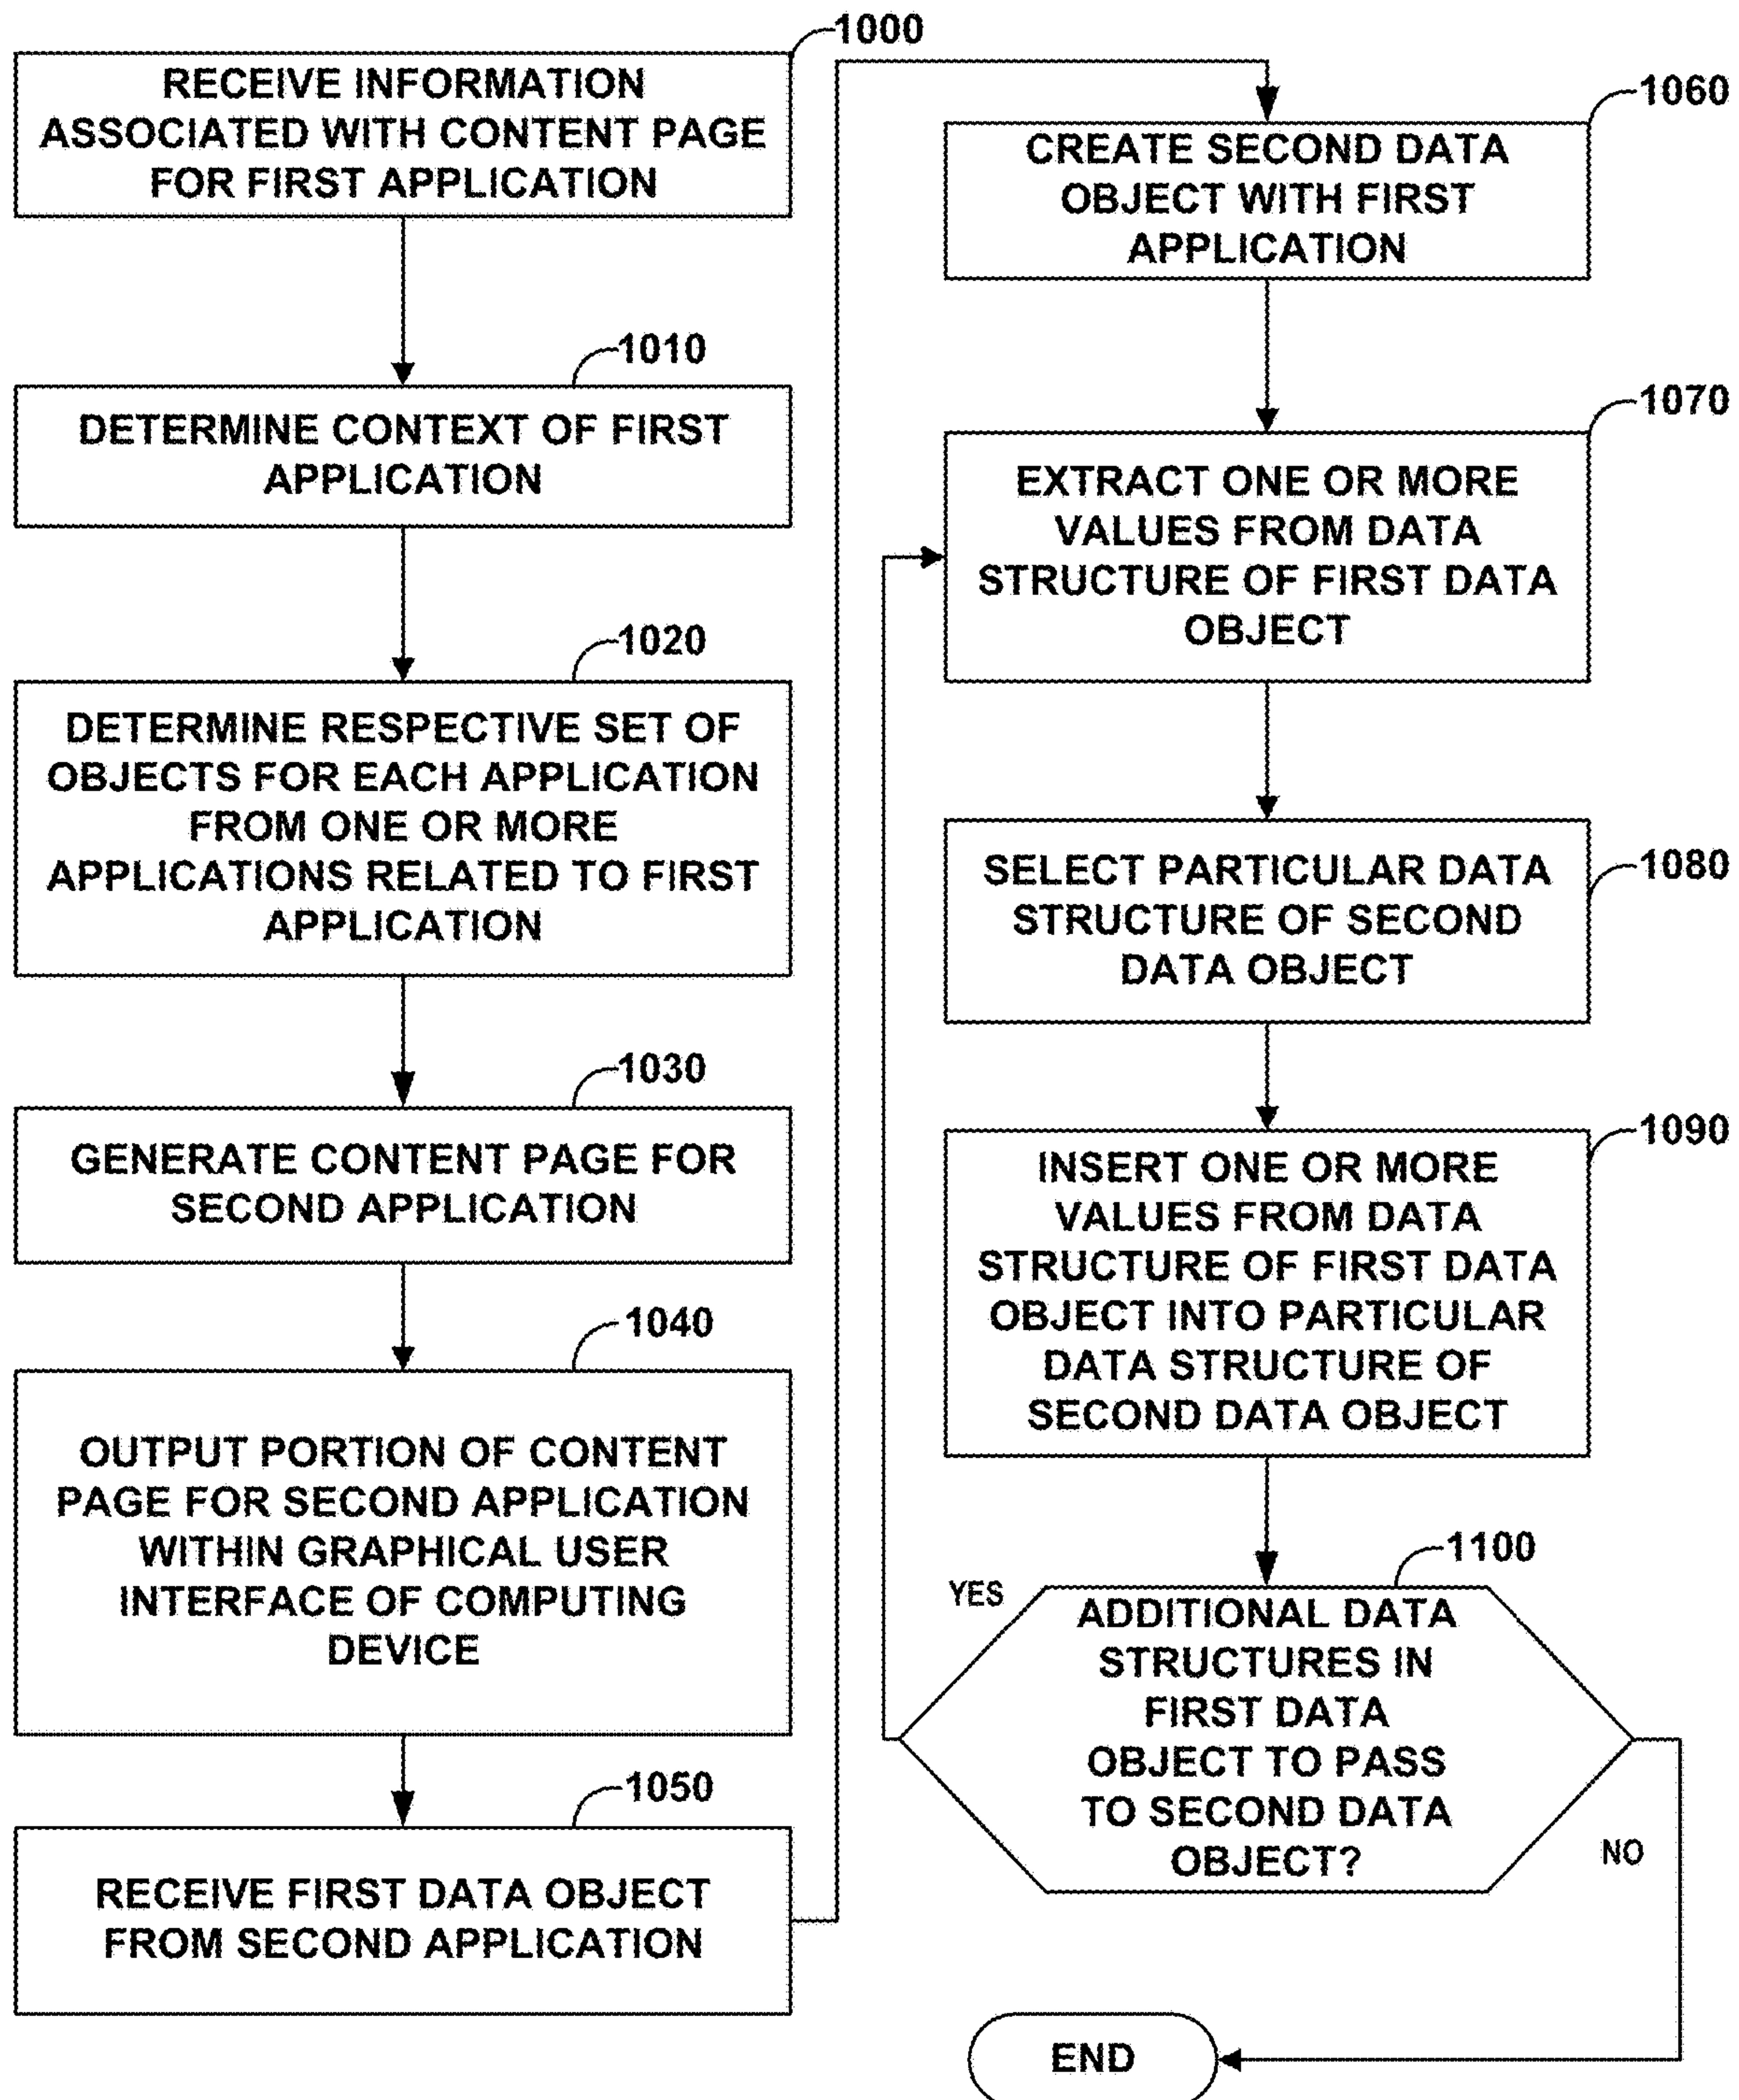 1000
RECEIVE INFORMATION
ASSOCIATED WITH CONTENT PAGE
FOR FIRST APPLICATION
1010
DETERMINE CONTEXT OF FIRST
APPLICATION
1020
DETERMINE RESPECTIVE SET OF
OBJECTS FOR EACH APPLICATION
FROM ONE OR MORE
APPLICATIONS RELATED TO FIRST
APPLICATION
1030
GENERATE CONTENT PAGE FOR
SECOND APPLICATION
1040
OUTPUT PORTION OF CONTENT
PAGE FOR SECOND APPLICATION
WITHIN GRAPHICAL USER
INTERFACE OF COMPUTING
DEVICE
1050
RECEIVE FIRST DATA OBJECT
FROM SECOND APPLICATION
1060
CREATE SECOND DATA
OBJECT WITH FIRST
APPLICATION
1070
EXTRACT ONE OR MORE
VALUES FROM DATA
STRUCTURE OF FIRST DATA
OBJECT
1080
SELECT PARTICULAR DATA
STRUCTURE OF SECOND
DATA OBJECT
1090
INSERT ONE OR MORE
VALUES FROM DATA
STRUCTURE OF FIRST DATA
OBJECT INTO PARTICULAR
DATA STRUCTURE OF
SECOND DATA OBJECT
1100
YES
ADDITIONAL DATA
STRUCTURES IN
FIRST DATA
OBJECT TO PASS
TO SECOND DATA
OBJECT?
NO
END